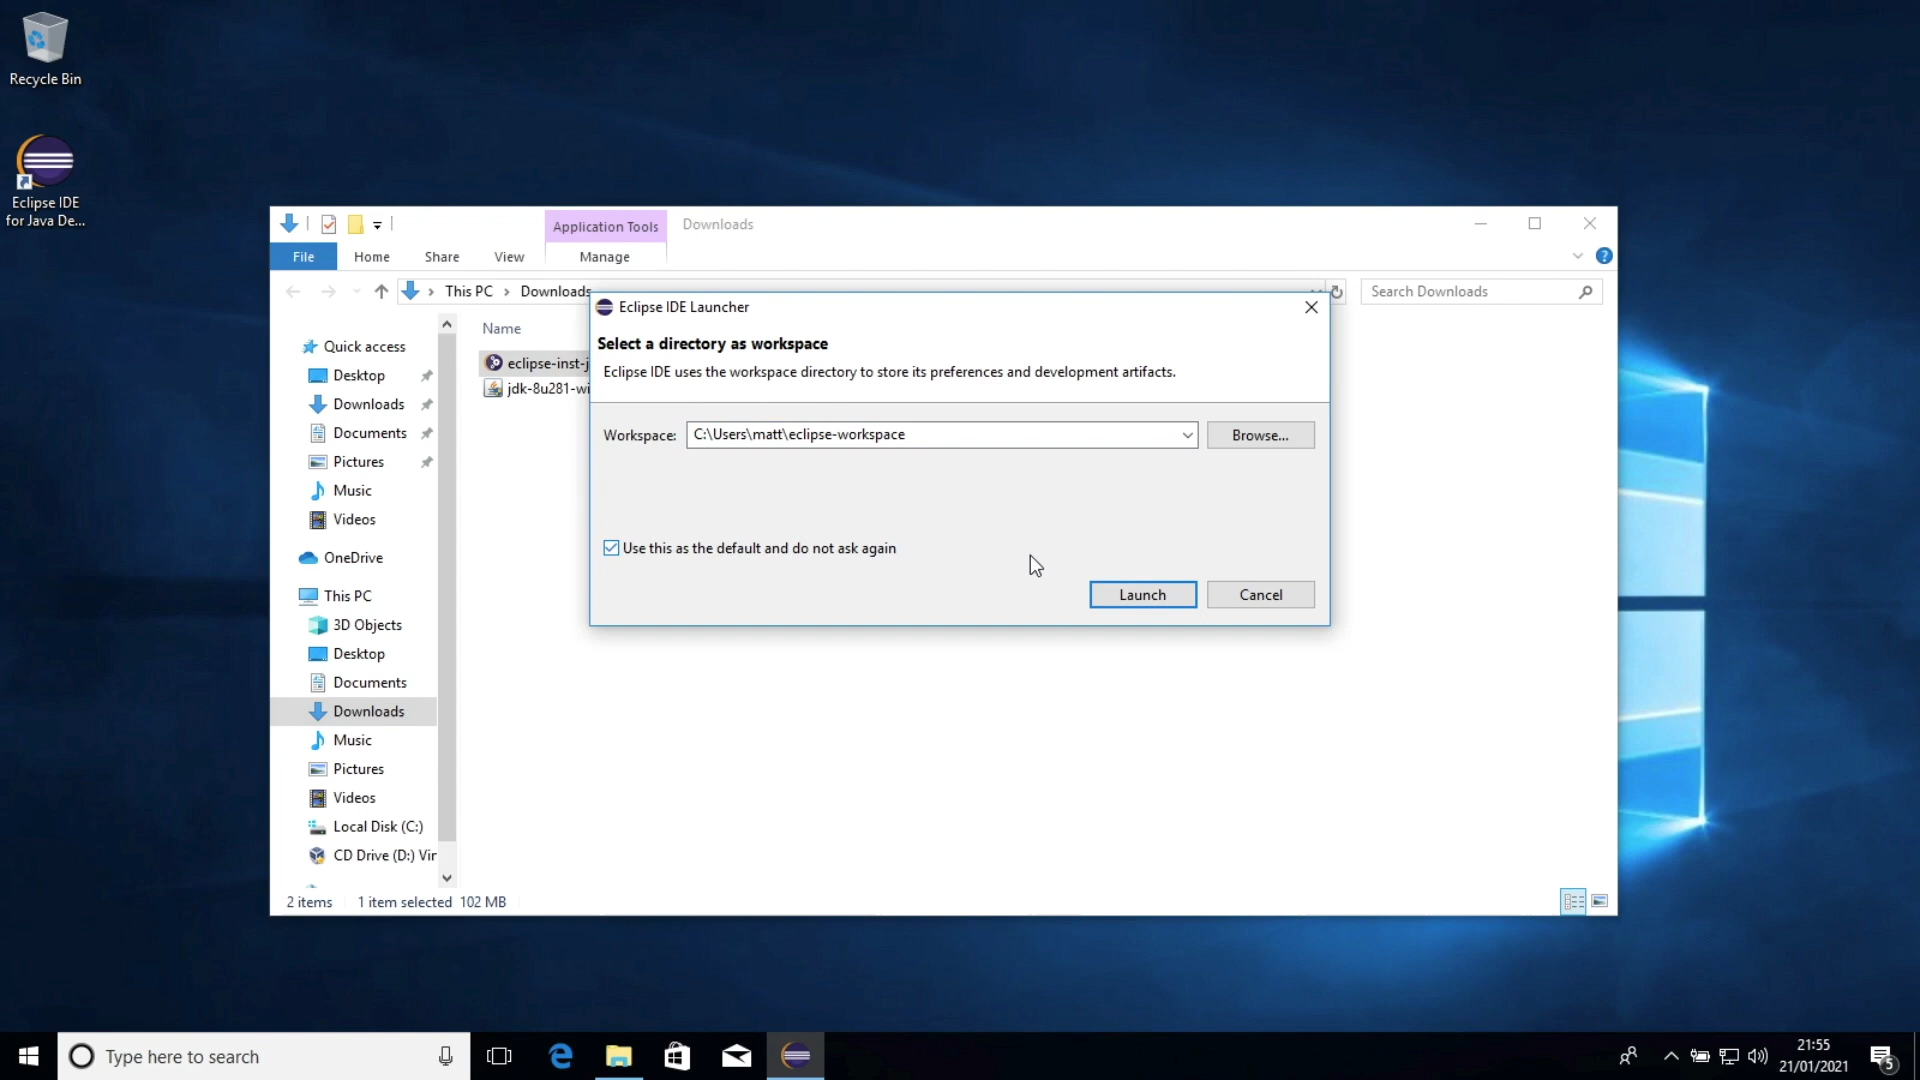 Recycle Bin
Eclipse IDE
for Java De...
Application Tools
Downloads
File
Home
Share
View
Manage
This PC
Downloads
Search Downloads
Name
Quick access
Desktop
Downloads
Documents
Pictures
Music
Videos
OneDrive
This PC
3D Objects
Desktop
Documents
Downloads
Music
Pictures
Videos
Local Disk (C:)
CD Drive (D:) Vir
eclipse-inst-j
jdk-8u281-wi
Eclipse IDE Launcher
Select a directory as workspace
Eclipse IDE uses the workspace directory to store its preferences and development artifacts.
Workspace:
C:\Users\matt\eclipse-workspace
Browse...
Use this as the default and do not ask again
Launch
Cancel
2 items
1 item selected 102 MB
Type here to search
21:55
21/01/2021
5